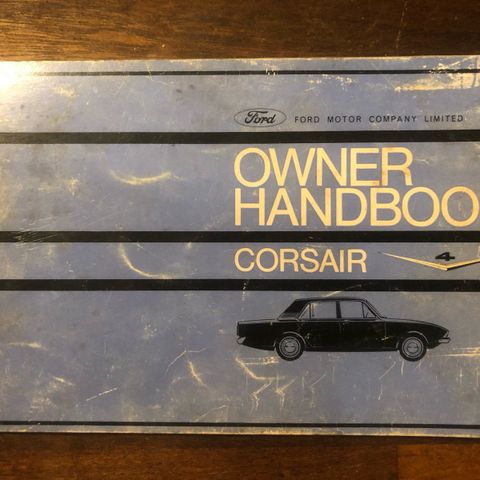 Ford FORD MOTOR COMPANY LIMITED
OWNER
HANDBOO
CORSAIR 4